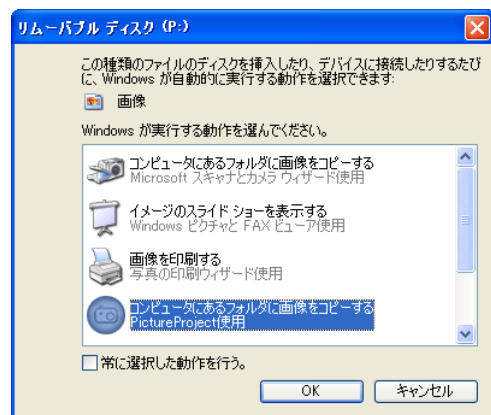 リムーバブル ディスク (P:)
この種類のファイルのディスクを挿入したり、デバイスに接続したりするたび
に、Windows が自動的に実行する動作を選択できます:
画像
Windows が実行する動作を選んでください。
コンピュータにあるフォルダに画像をコピーする
Microsoft スキャナとカメラ ウィザード使用
イメージのスライド ショーを表示する
Windows ピクチャと FAX ビューア使用
画像を印刷する
写真の印刷ウィザード使用
コンピュータにあるフォルダに画像をコピーする
PictureProject使用
常に選択した動作を行う。
OK
キャンセル